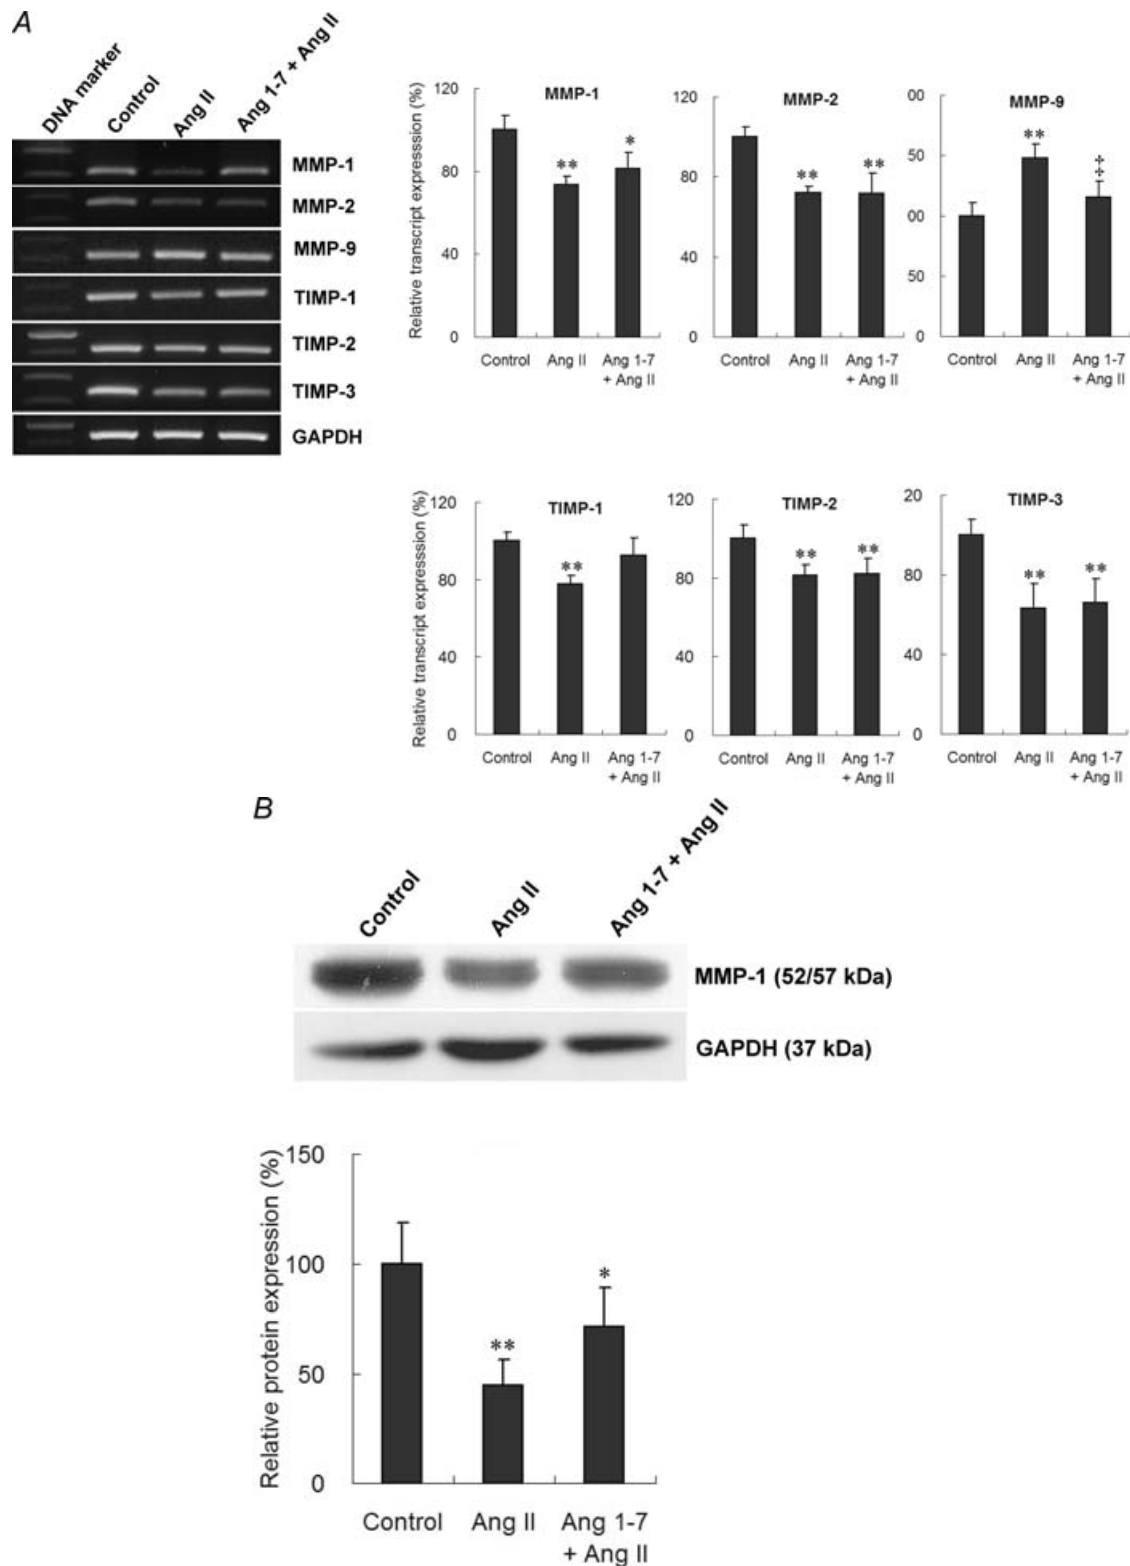 A
DNA marker
Control
Ang II
Ang 1-7 + Ang II
MMP-1
MMP-2
MMP-9
TIMP-1
TIMP-2
TIMP-3
GAPDH
Relative transcript expresssion (%)
120
80
40
0
MMP-1
**
*
Control
Ang II
Ang 1-7
+ Ang II
120
80
40
0
MMP-2
**
**
Control
Ang II
Ang 1-7
+ Ang II
00
50
00
50
0
MMP-9
**
‡
Control
Ang II
Ang 1-7
+ Ang II
Relative transcript expresssion (%)
120
80
40
0
TIMP-1
**
Control
Ang II
Ang 1-7
+ Ang II
120
80
40
0
TIMP-2
**
**
Control
Ang II
Ang 1-7
+ Ang II
20
80
40
0
TIMP-3
**
**
Control
Ang II
Ang 1-7
+ Ang II
B
Control
Ang II
Ang 1-7 + Ang II
MMP-1 (52/57 kDa)
GAPDH (37 kDa)
Relative protein expression (%)
150
100
50
0
**
*
Control
Ang II
Ang 1-7
+ Ang II